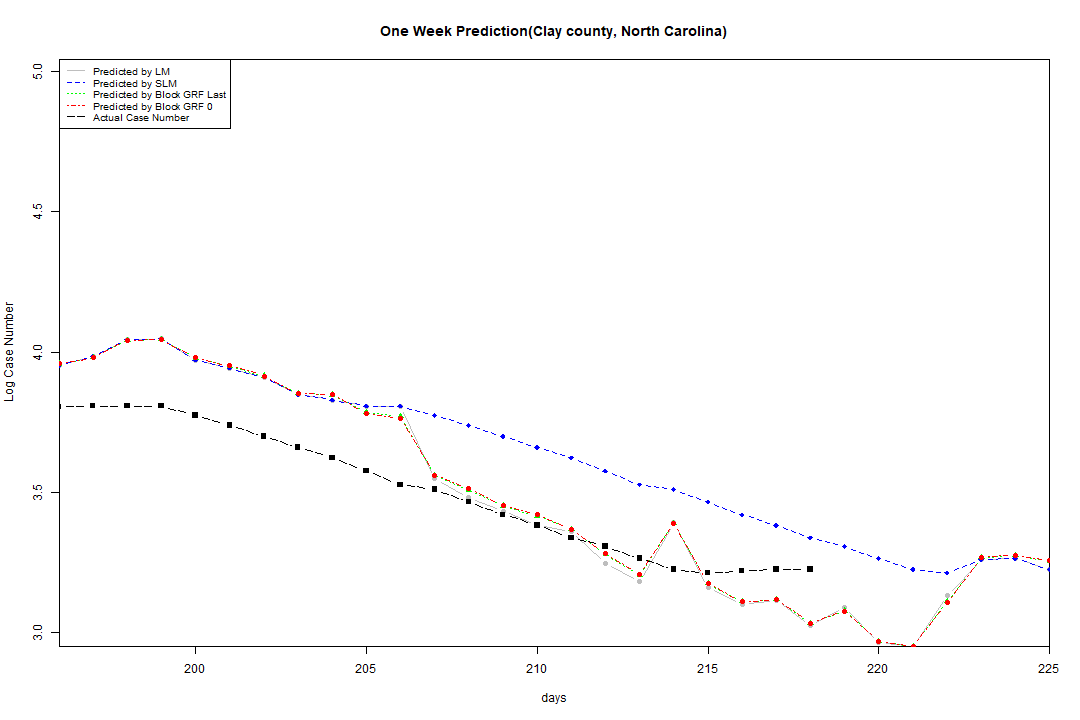 One Week Prediction(Clay county, North Carolina)
Predicted by LM
Predicted by SLM
Predicted by Block GRF Last
Predicted by Block GRF 0
Actual Case Number
5.0
4.5
4.0
3.5
3.0
Log Case Number
200 205 210 215 220 225
days